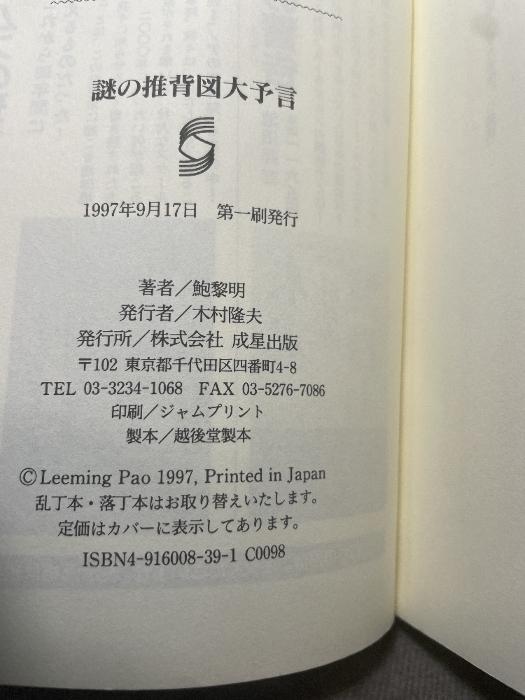 謎の推背図大予言
1997年9月17日　第一刷発行
著者／鮑黎明
発行者／木村隆夫
発行所／株式会社 成星出版
〒102 東京都千代田区四番町4-8
TEL 03-3234-1068　FAX 03-5276-7086
印刷／ジャムプリント
製本／越後堂製本
©Leeming Pao 1997, Printed in Japan
乱丁本・落丁本はお取り替えいたします。
定価はカバーに表示してあります。
ISBN4-916008-39-1 C0098